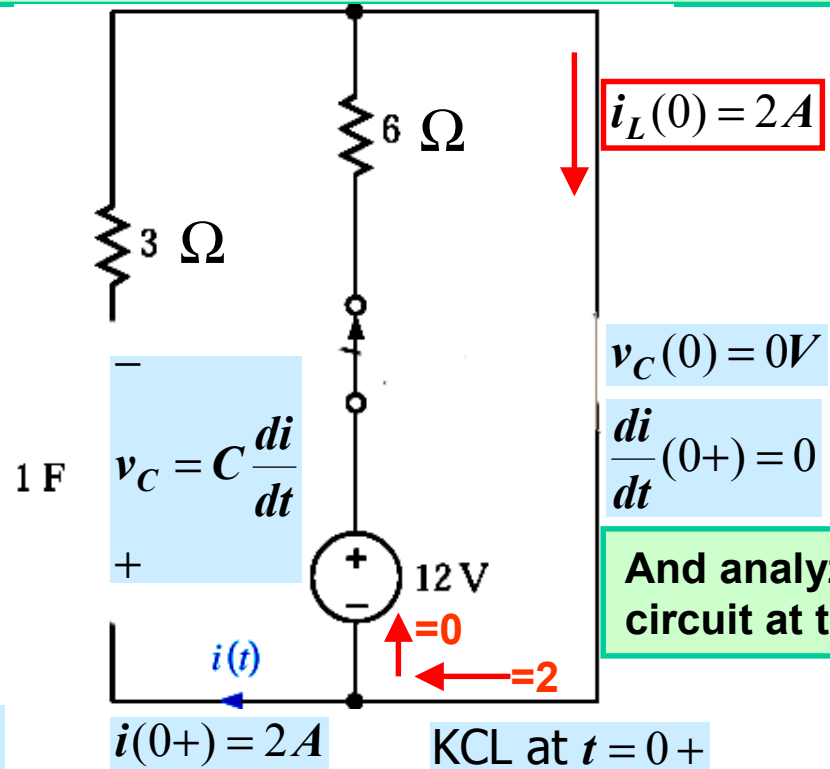 6 Ω
i_L(0) = 2A
3 Ω
v_C(0) = 0V
−
1 F
v_C = C di/dt
di/dt (0+) = 0
+
+
12 V
−
And analy
circuit at t
=0
i(t)
=2
i(0+) = 2A
KCL at t = 0 +